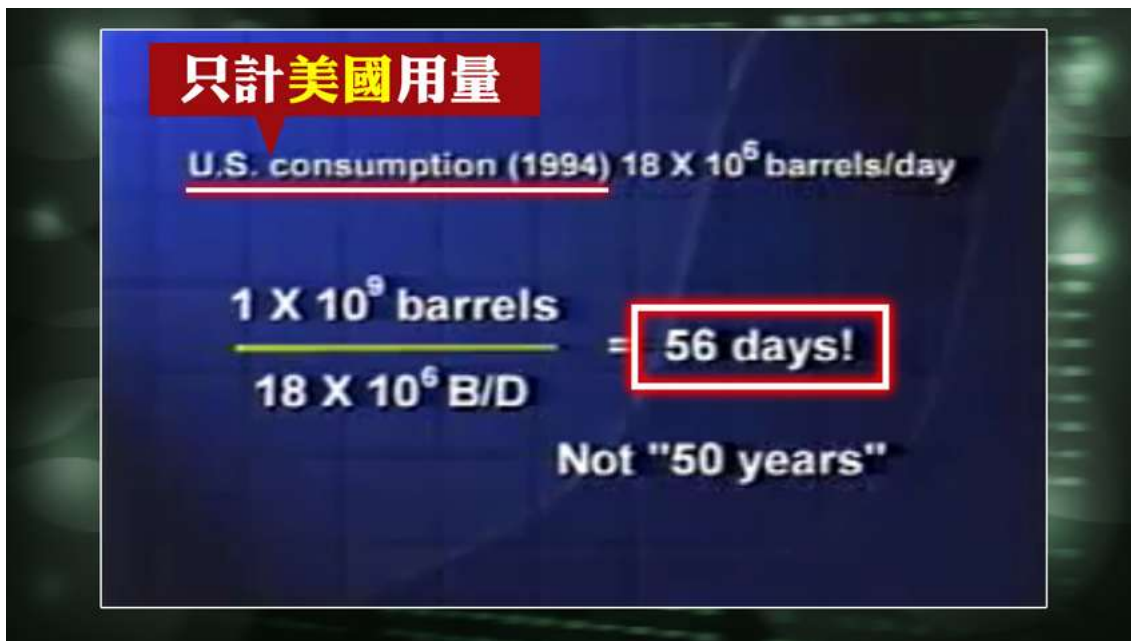 只計美國用量
U.S. consumption (1994) 18 X 10⁶ barrels/day
1 X 10⁹ barrels
18 X 10⁶ B/D
= 56 days!
Not "50 years"